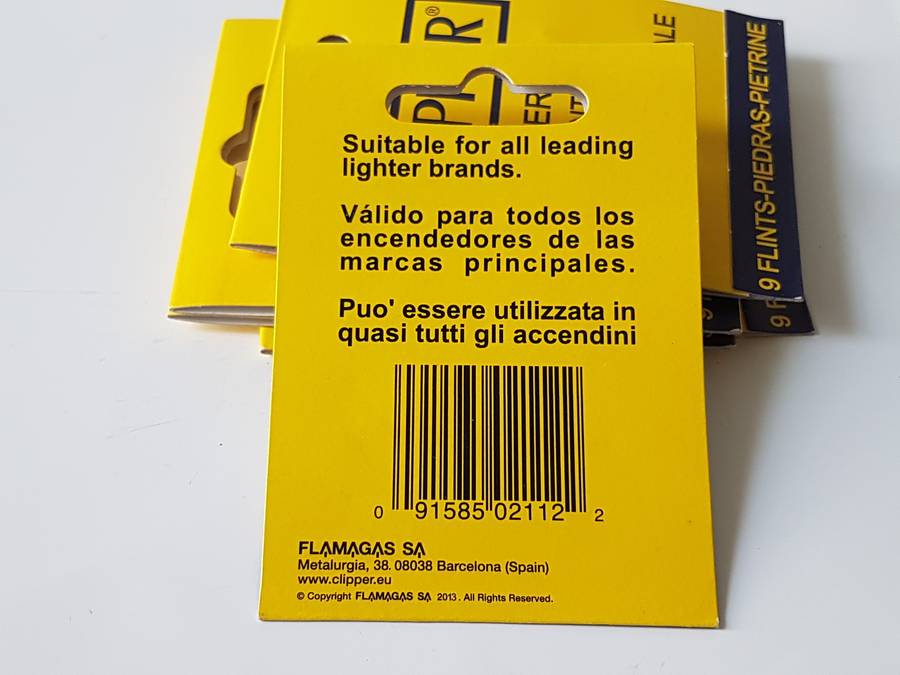 Suitable for all leading
lighter brands.
Válido para todos los
encendedores de las
marcas principales.
Puo' essere utilizzata in
quasi tutti gli accendini
0 91585 02112 2
FLAMAGAS SA
Metalurgia, 38. 08038 Barcelona (Spain)
www.clipper.eu
© Copyright FLAMAGAS SA 2013. All Rights Reserved.
9 FLINTS-PIEDRAS-PIETRINE